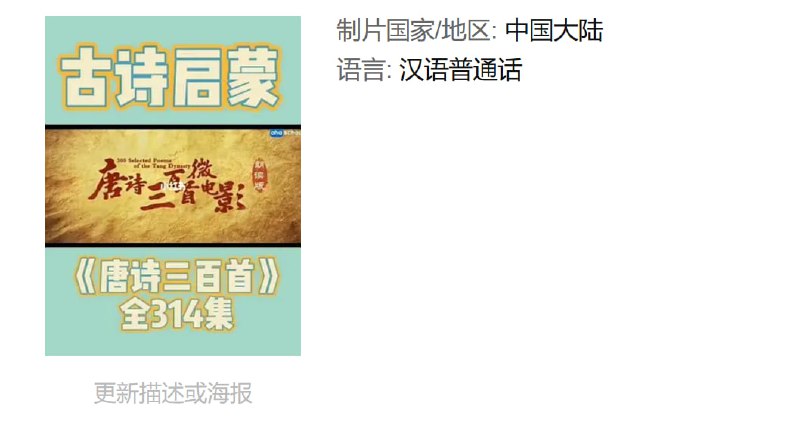 古诗启蒙
aha school
300 Selected Poems
of the Tang Dynasty
唐诗三百首微电影
《唐诗三百首》
全314集
更新描述或海报
制片国家/地区: 中国大陆
语言: 汉语普通话